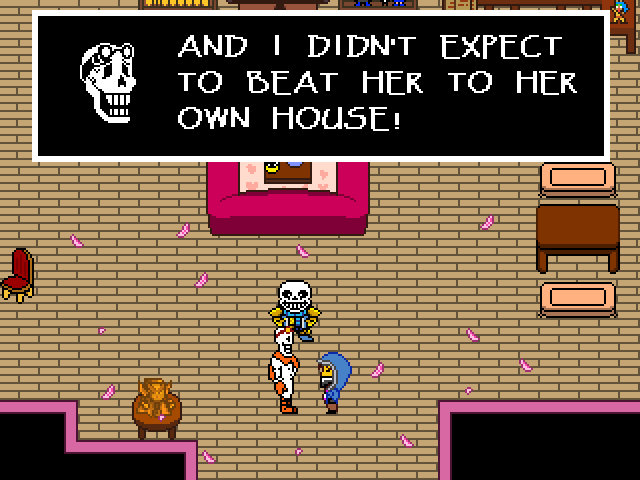 AND I DIDN'T EXPECT
TO BEAT HER TO HER
OWN HOUSE!